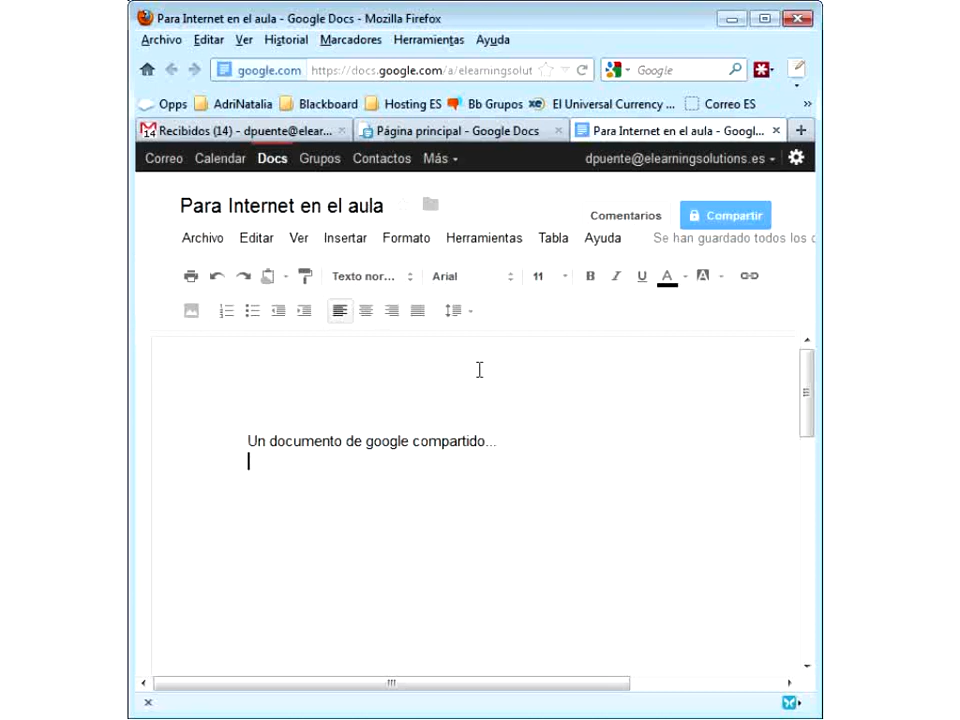 Para Internet en el aula - Google Docs - Mozilla Firefox
Archivo Editar Ver Historial Marcadores Herramientas Ayuda
google.com https://docs.google.com/a/elearningsolut Google
Opps AdriNatalia Blackboard Hosting ES Bb Grupos El Universal Currency ... Correo ES »
14 Recibidos (14) - dpuente@elear... × Página principal - Google Docs × Para Internet en el aula - Googl... × +
Correo Calendar Docs Grupos Contactos Más dpuente@elearningsolutions.es
Para Internet en el aula
Comentarios Compartir
Archivo Editar Ver Insertar Formato Herramientas Tabla Ayuda Se han guardado todos los c
Texto nor... Arial 11 B I U A A
Un documento de google compartido...